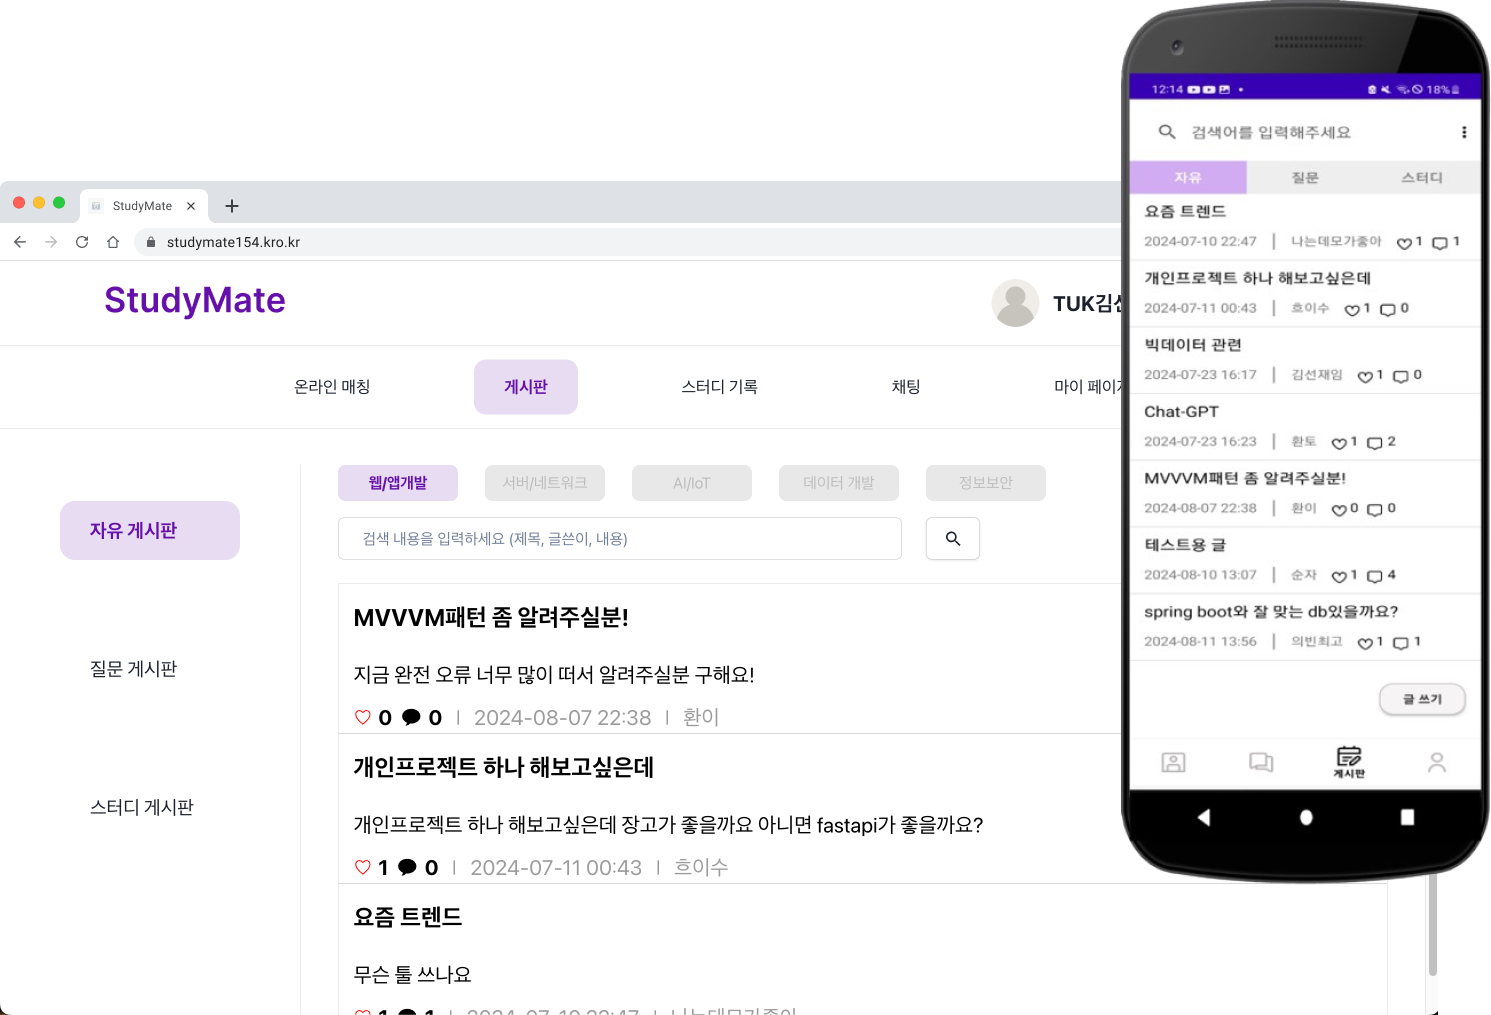 StudyMate
studymate154.kro.kr
StudyMate
TUK김선
온라인 매칭
게시판
스터디 기록
채팅
마이 페이지
자유 게시판
질문 게시판
스터디 게시판
웹/앱개발
서버/네트워크
AI/IoT
데이터 개발
정보보안
검색 내용을 입력하세요 (제목, 글쓴이, 내용)
MVVVM패턴 좀 알려주실분!
지금 완전 오류 너무 많이 떠서 알려주실분 구해요!
0 0 | 2024-08-07 22:38 | 환이
개인프로젝트 하나 해보고싶은데
개인프로젝트 하나 해보고싶은데 장고가 좋을까요 아니면 fastapi가 좋을까요?
1 0 | 2024-07-11 00:43 | 흐이수
요즘 트렌드
무슨 툴 쓰나요
1 1 | 2024-07-10 22:47 | 나는데모가좋아
12:14
18%
검색어를 입력해주세요
자유
질문
스터디
요즘 트렌드
2024-07-10 22:47 | 나는데모가좋아 1 1
개인프로젝트 하나 해보고싶은데
2024-07-11 00:43 | 흐이수 1 0
빅데이터 관련
2024-07-23 16:17 | 김선재임 1 0
Chat-GPT
2024-07-23 16:23 | 환토 1 2
MVVVM패턴 좀 알려주실분!
2024-08-07 22:38 | 환이 0 0
테스트용 글
2024-08-10 13:07 | 순자 1 4
spring boot와 잘 맞는 db있을까요?
2024-08-11 13:56 | 의빈최고 1 1
글 쓰기
게시판